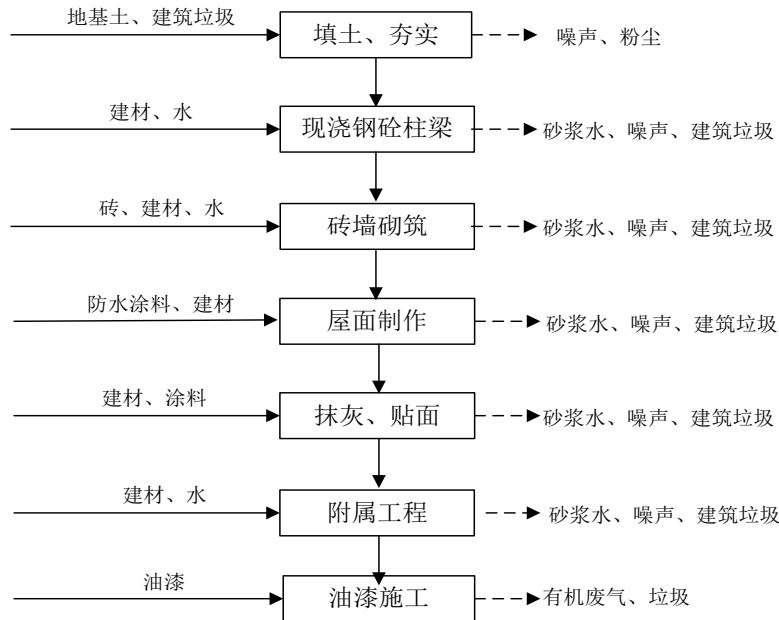 地基土、建筑垃圾
填土、夯实
噪声、粉尘
建材、水
现浇钢砼柱梁
砂浆水、噪声、建筑垃圾
砖、建材、水
砖墙砌筑
砂浆水、噪声、建筑垃圾
防水涂料、建材
屋面制作
砂浆水、噪声、建筑垃圾
建材、涂料
抹灰、贴面
砂浆水、噪声、建筑垃圾
建材、水
附属工程
砂浆水、噪声、建筑垃圾
油漆
油漆施工
有机废气、垃圾